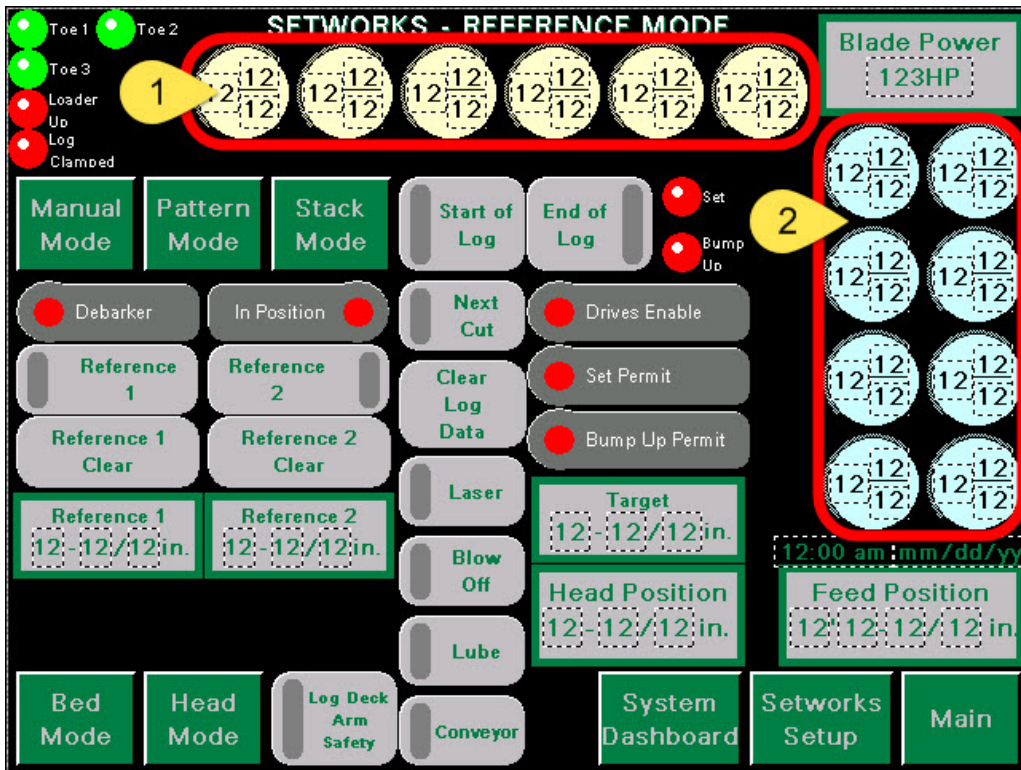 SETWORKS - REFERENCE MODE
Toe 1
Toe 2
Toe 3
Loader
Up
Log
Clamped
1
2 12/12
12 12/12
12 12/12
12 12/12
12 12/12
12 12/12
Blade Power
123HP
2
12 12/12
12 12/12
12 12/12
12 12/12
12 12/12
12 12/12
12 12/12
12 12/12
Manual
Mode
Pattern
Mode
Stack
Mode
Start of
Log
End of
Log
Set
Bump
Up
Debarker
In Position
Next
Cut
Drives Enable
Reference
1
Reference
2
Clear
Log
Data
Set Permit
Reference 1
Clear
Reference 2
Clear
Bump Up Permit
Laser
Reference 1
12-12/12in.
Reference 2
12-12/12in.
Target
12-12/12in.
Blow
Off
12:00 am mm/dd/yy
Head Position
12-12/12in.
Feed Position
12'12-12/12 in.
Lube
Bed
Mode
Head
Mode
Log Deck
Arm
Safety
Conveyor
System
Dashboard
Setworks
Setup
Main